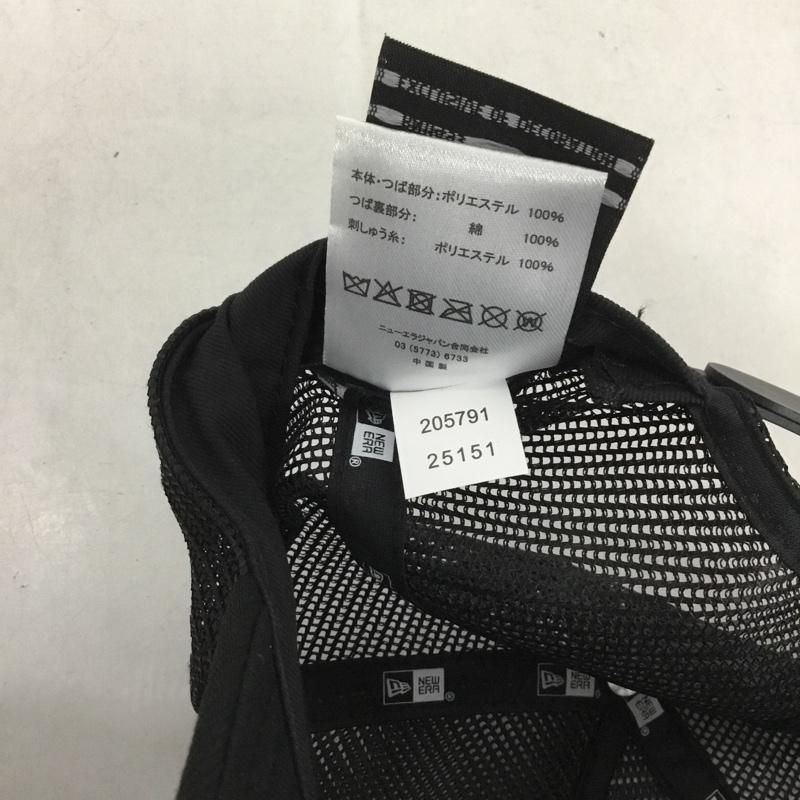 本体・つば部分：ポリエステル 100%
つば裏部分： 綿 100%
刺しゅう糸： ポリエステル 100%
ニューエラジャパン合同会社
03 (5773) 6733
中国製
205791
25151
NEW ERA®
NEW ERA®
NEW ERA®
NEW ERA®